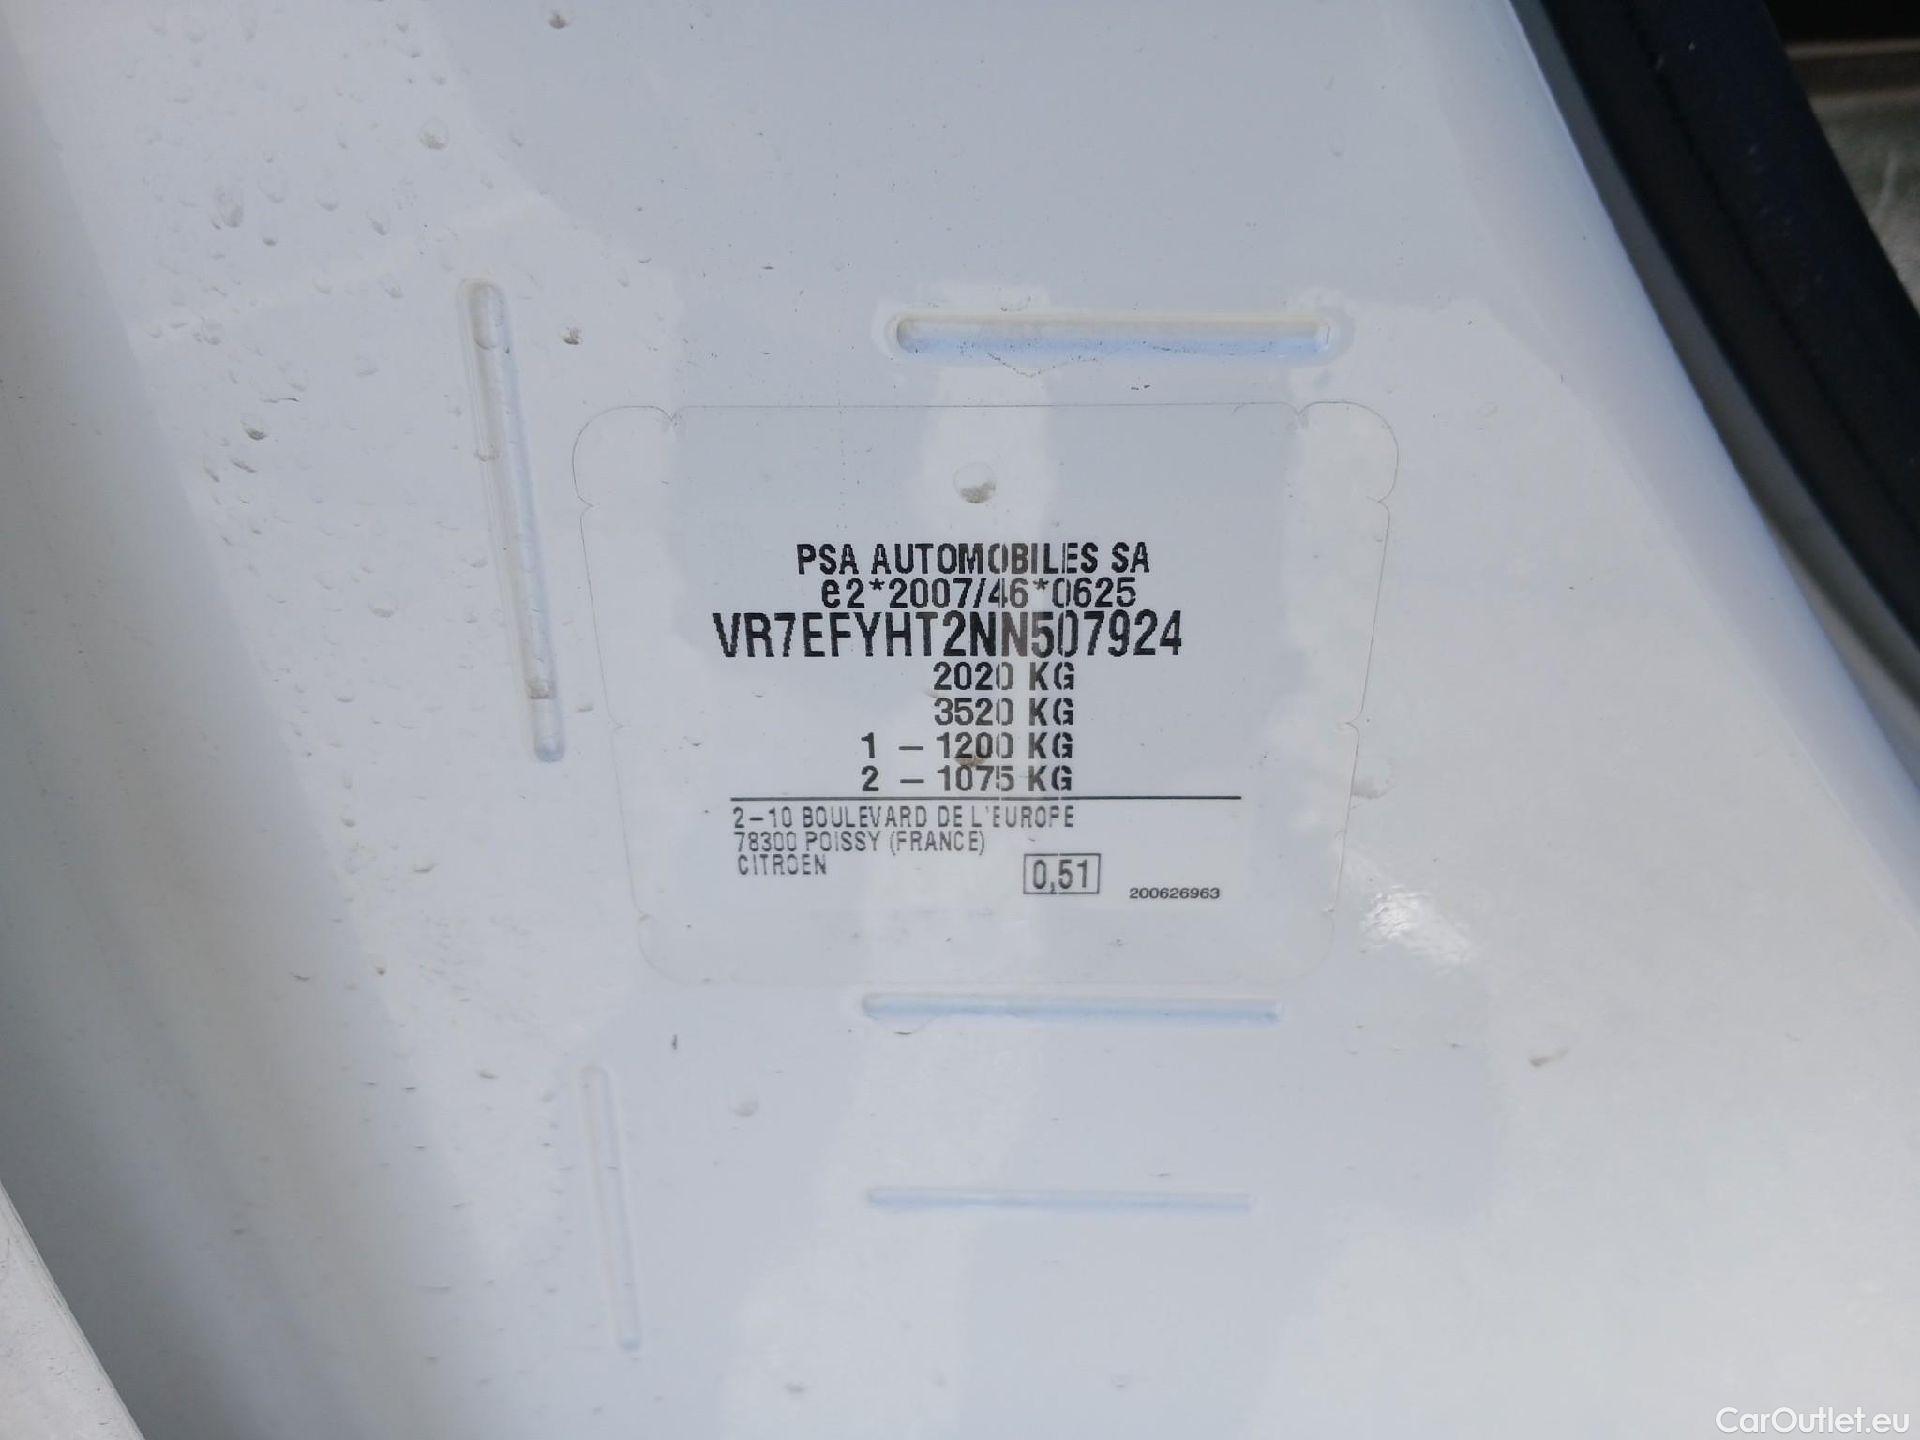 PSA AUTOMOBILES SA
e2*2007/46*0625
VR7EFYHT2NN507924
2020 KG
3520 KG
1 – 1200 KG
2 – 1075 KG
2-10 BOULEVARD DE L'EUROPE
78300 POISSY (FRANCE)
CITROEN
0,51
200626963
CarOutlet.eu